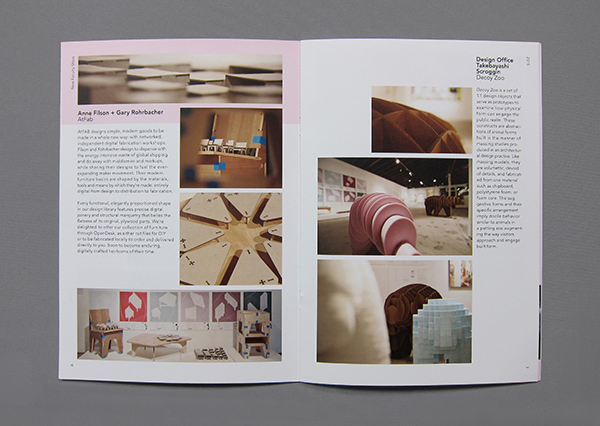 New Faculty Work
Anne Filson + Gary Rohrbacher
AtFab
AtFAB designs simple, modern goods to be
made in a whole new way: with networked,
independent digital fabrication workshops.
Filson and Rohrbacher design to dispense with
the energy-intensive waste of global shipping
and do away with middlemen and markups,
while sharing their designs to fuel the ever-
expanding maker movement. Their modern
furniture basics are shaped by the materials,
tools and means by which they're made, entirely
digital from design to distribution to fabrication.
Every functional, elegantly proportioned shape
in our design library features precise digital
joinery and structural
of its original, plywood parts. We're
delighted to offer our collection of furniture
through OpenDesk, as either cut files for DIY
or to be fabricated locally to order and delivered
directly to you. Soon to become enduring,
digitally crafted heirlooms of their time.
Design Office
Takebayashi
Scroggin
Decoy Zoo
Decoy Zoo is a set of
1:1 design objects that
serve as prototypes to
examine how physical
form can engage the
public realm. These
constructs are abstrac-
tions of animal forms
built in the manner of
massing studies pro-
duced in an architectur-
al design practice. Like
massing models, they
are volumetric, devoid
of details, and fabricat-
ed from one material
such as chipboard,
polystyrene foam, or
foam core. The sug-
gestive forms and their
specific arrangement
imply docile behavior
similar to animals in
a petting zoo augment-
ing the way visitors
approach and engage
built form.